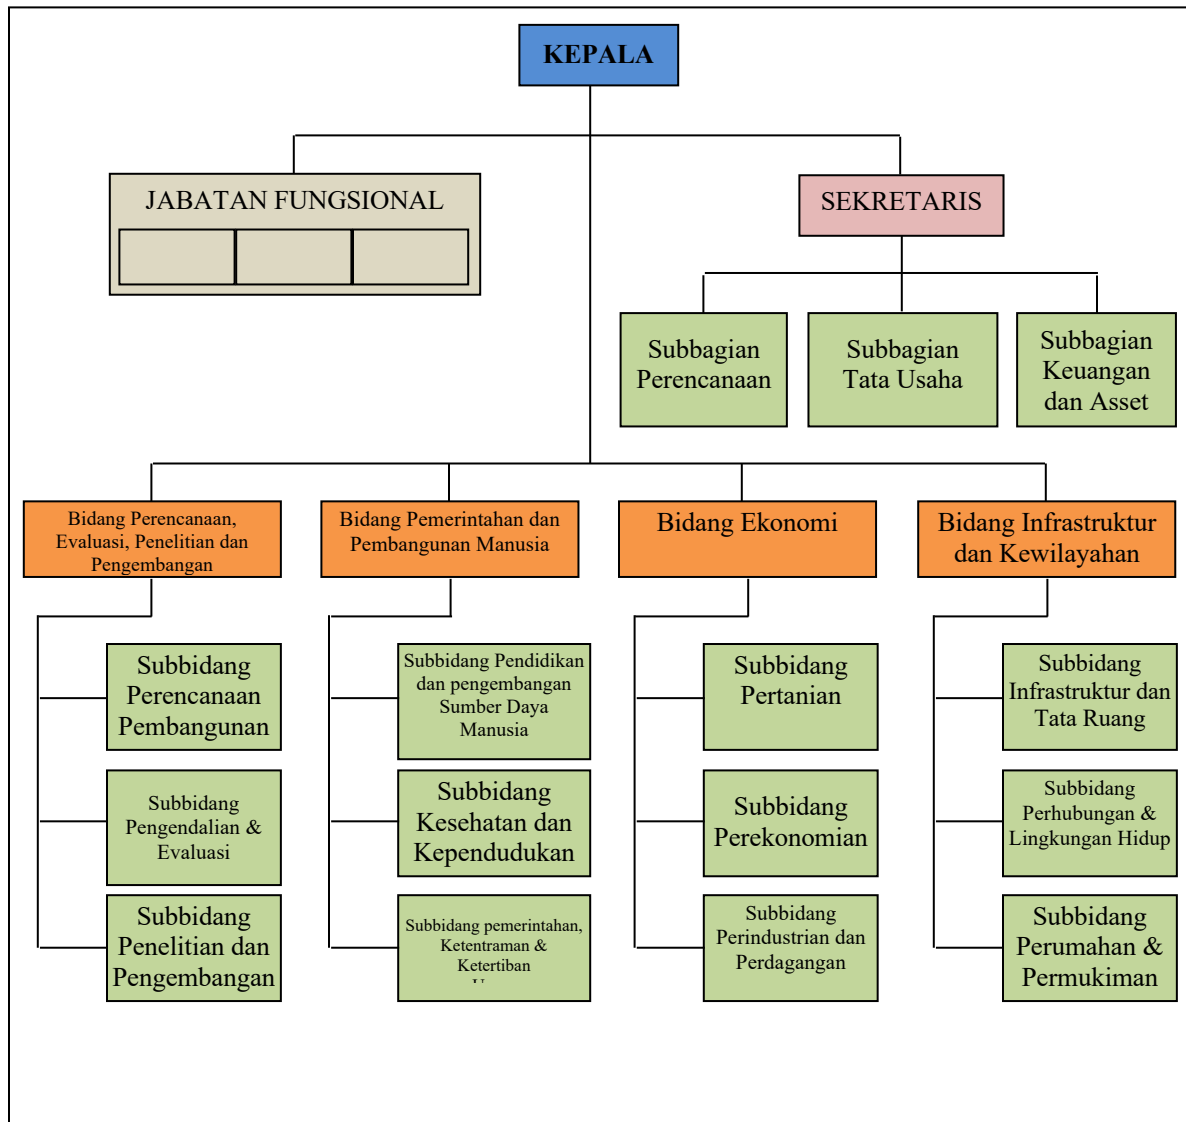 KEPALA
JABATAN FUNGSIONAL
SEKRETARIS
Subbagian
Perencanaan
Subbagian
Tata Usaha
Subbagian
Keuangan
dan Asset
Bidang Perencanaan,
Evaluasi, Penelitian dan
Pengembangan
Bidang Pemerintahan dan
Pembangunan Manusia
Bidang Ekonomi
Bidang Infrastruktur
dan Kewilayahan
Subbidang
Perencanaan
Pembangunan
Subbidang Pendidikan
dan pengembangan
Sumber Daya
Manusia
Subbidang
Pertanian
Subbidang
Infrastruktur dan
Tata Ruang
Subbidang
Pengendalian &
Evaluasi
Subbidang
Kesehatan dan
Kependudukan
Subbidang
Perekonomian
Subbidang
Perhubungan &
Lingkungan Hidup
Subbidang
Penelitian dan
Pengembangan
Subbidang pemerintahan,
Ketentraman &
Ketertiban
Subbidang
Perindustrian dan
Perdagangan
Subbidang
Perumahan &
Permukiman